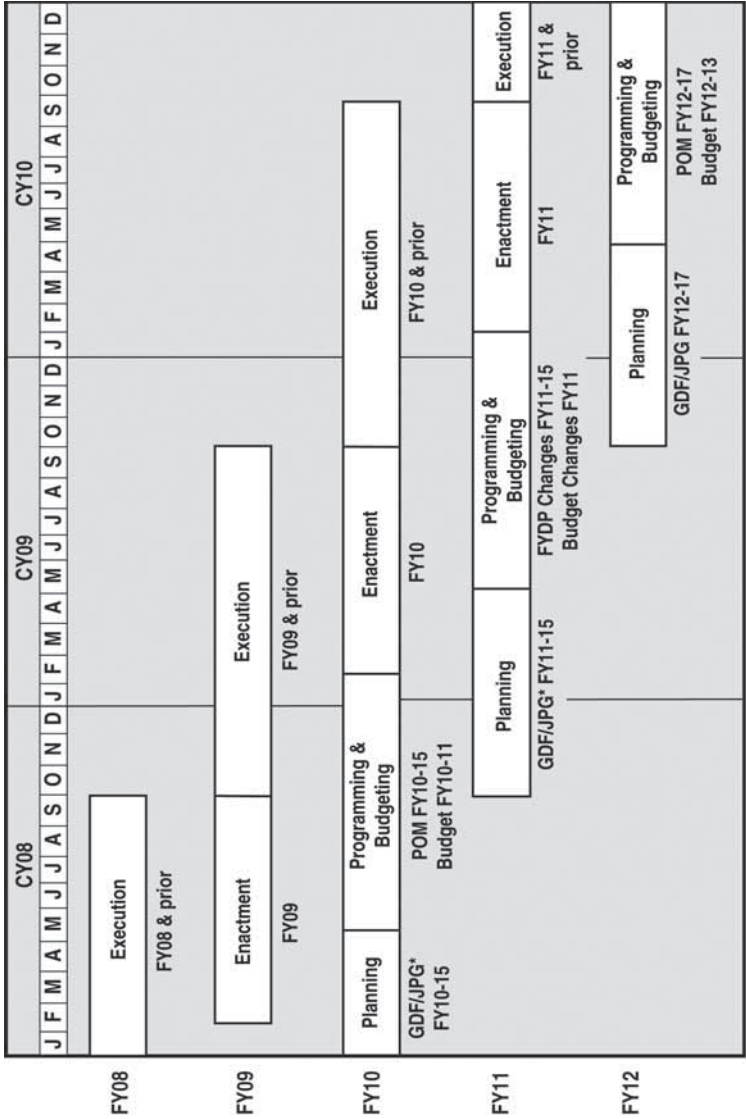 CY08 CY09 CY10
J F M A M J J A S O N D J F M A M J J A S O N D J F M A M J J A S O N D
FY08
Execution
FY08 & prior
FY09
Enactment Execution
FY09 FY09 & prior
FY10
Planning Programming & Budgeting Enactment Execution
GDF/JPG* POM FY10-15 FY10 FY10 & prior
FY10-15 Budget FY10-11
FY11
Planning Programming & Budgeting Enactment Execution
GDF/JPG* FY11-15 FYDP Changes FY11-15 FY11 FY11 &
Budget Changes FY11 prior
FY12
Planning Programming & Budgeting
GDF/JPG FY12-17 POM FY12-17
Budget FY12-13